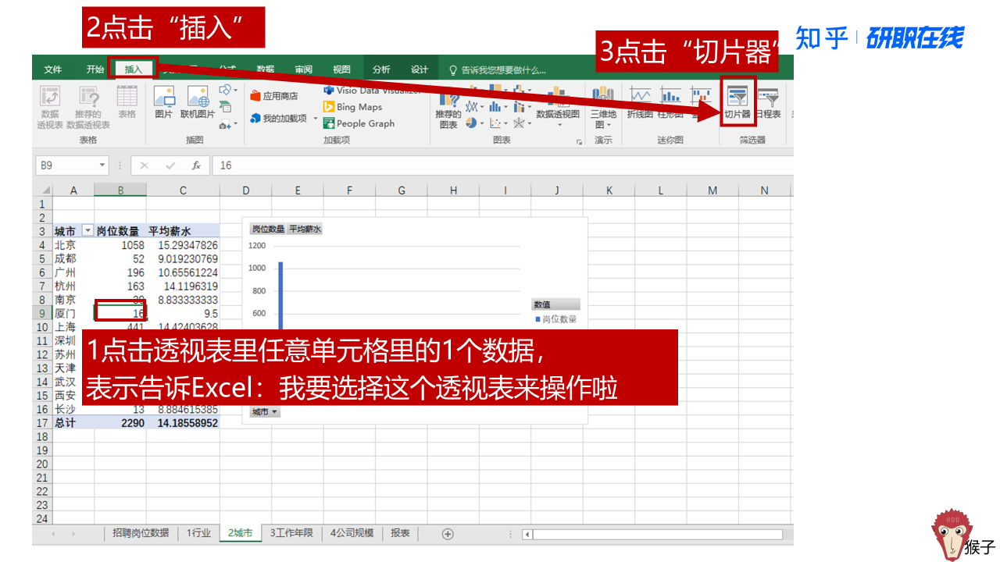 2点击“插入”
3点击“切片器”
知乎 研职在线
文件 开始 插入 数据 审阅 视图 分析 设计 告诉我您想要做什么...
数据透视表 推荐的数据透视表 表格 图片 联机图片
应用商店
我的加载项
Visio Data Visualizer
Bing Maps
People Graph
推荐的图表 数据透视图 三维地图 折线图 柱形图 切片器 日程表
表格 插图 加载项 图表 演示 迷你图 筛选器
B9 fx 16
A B C D E F G H I J K L M N
1
2
3 城市 岗位数量 平均薪水
4 北京 1058 15.29347826
5 成都 52 9.019230769
6 广州 196 10.65561224
7 杭州 163 14.1196319
8 南京 8.833333333
9 厦门 16 9.5
10 上海 441 14.42403628
11 深圳
12 苏州
13 天津
14 武汉
15 西安
16 长沙 13 8.884615385
17 总计 2290 14.18558952
18
19
20
21
22
23
24
岗位数量 平均薪水
1200
1000
800
600
数值
岗位数量
城市
1点击透视表里任意单元格里的1个数据，
表示告诉Excel：我要选择这个透视表来操作啦
招聘岗位数据 1行业 2城市 3工作年限 4公司规模 报表
HOU
猴子